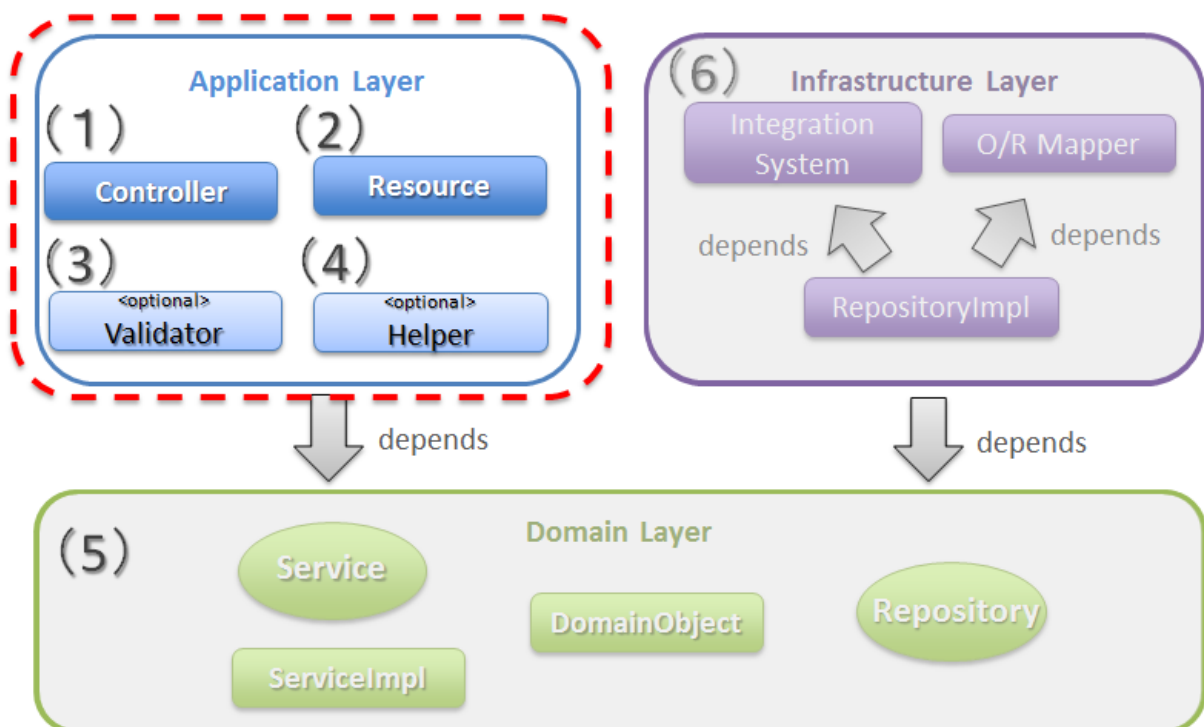 Application Layer
(1)
(2)
Controller
Resource
(3)
(4)
<optional>
Validator
<optional>
Helper
(6)
Infrastructure Layer
Integration
System
O/R Mapper
depends
depends
RepositoryImpl
depends
depends
(5)
Domain Layer
Service
DomainObject
Repository
ServiceImpl